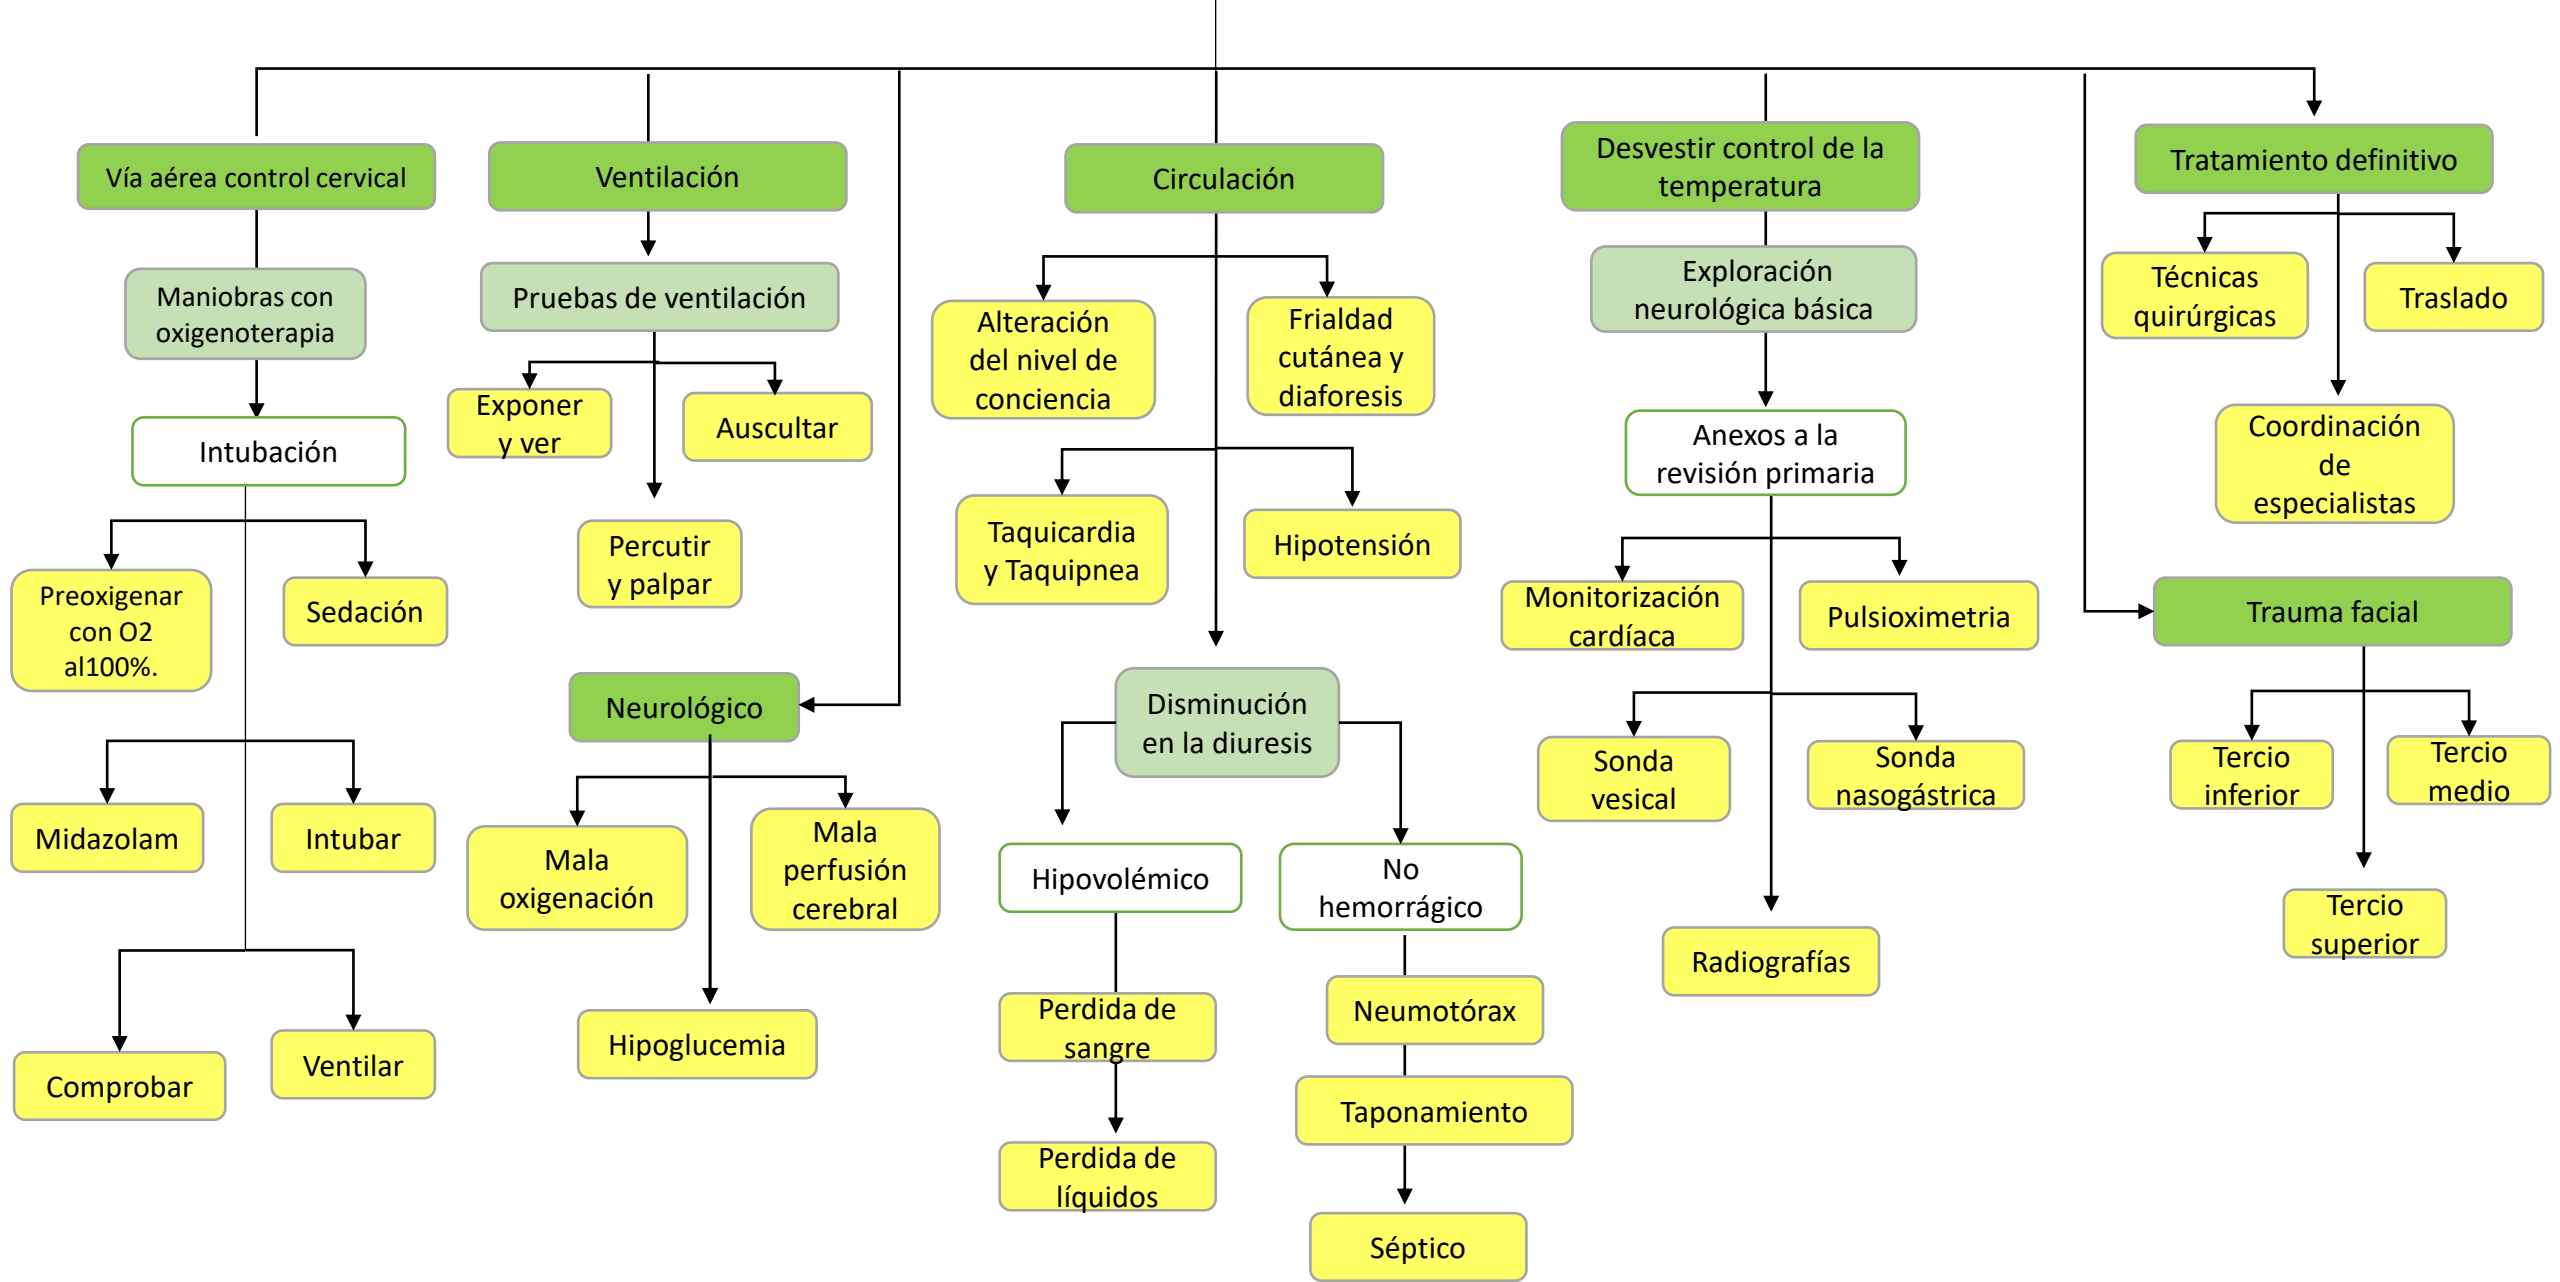 Vía aérea control cervical
Maniobras con
oxigenoterapia
Intubación
Preoxigenar
con O2
al100%.
Sedación
Midazolam
Intubar
Comprobar
Ventilar
Ventilación
Pruebas de ventilación
Exponer
y ver
Auscultar
Percutir
y palpar
Neurológico
Mala
oxigenación
Mala
perfusión
cerebral
Hipoglucemia
Circulación
Alteración
del nivel de
conciencia
Frialdad
cutánea y
diaforesis
Taquicardia
y Taquipnea
Hipotensión
Disminución
en la diuresis
Hipovolémico
No
hemorrágico
Perdida de
sangre
Perdida de
líquidos
Neumotórax
Taponamiento
Séptico
Desvestir control de la
temperatura
Exploración
neurológica básica
Anexos a la
revisión primaria
Monitorización
cardíaca
Pulsioximetria
Sonda
vesical
Sonda
nasogástrica
Radiografías
Tratamiento definitivo
Técnicas
quirúrgicas
Traslado
Coordinación
de
especialistas
Trauma facial
Tercio
inferior
Tercio
medio
Tercio
superior